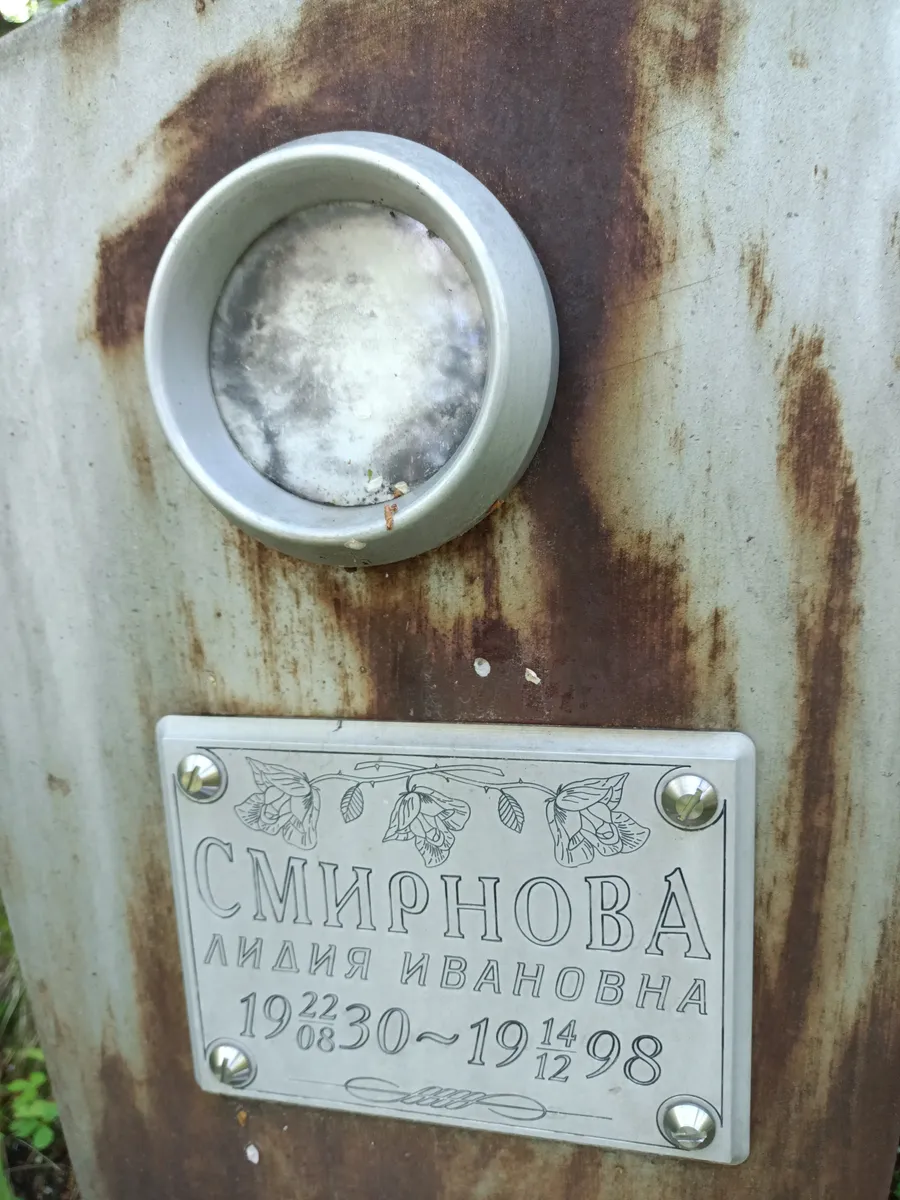 СМИРНОВА
ЛИДИЯ ИВАНОВНА
19 22/08 30 ~ 19 14/12 98